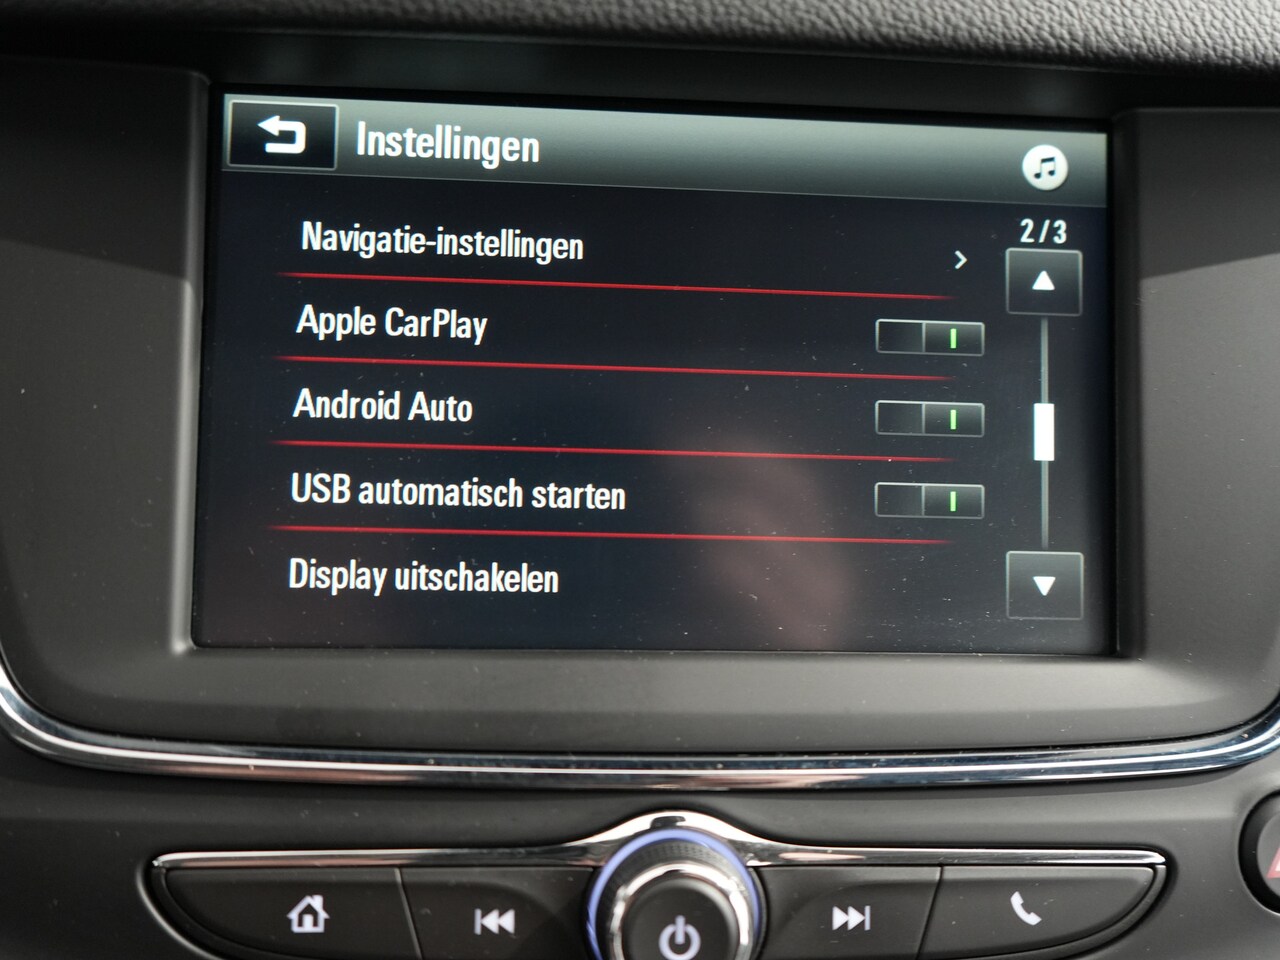 Instellingen
2/3
Navigatie-instellingen
Apple CarPlay
Android Auto
USB automatisch starten
Display uitschakelen